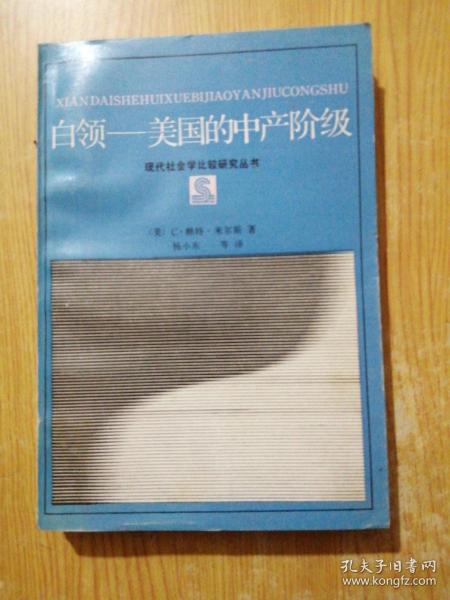 XIANDAISHEHUIXUEBIJIAOYANJIUCONGSHU
白领—美国的中产阶级
现代社会学比较研究丛书
（美）C·赖特·米尔斯 著
杨小东 等 译
孔夫子旧书网
www.kongfz.com